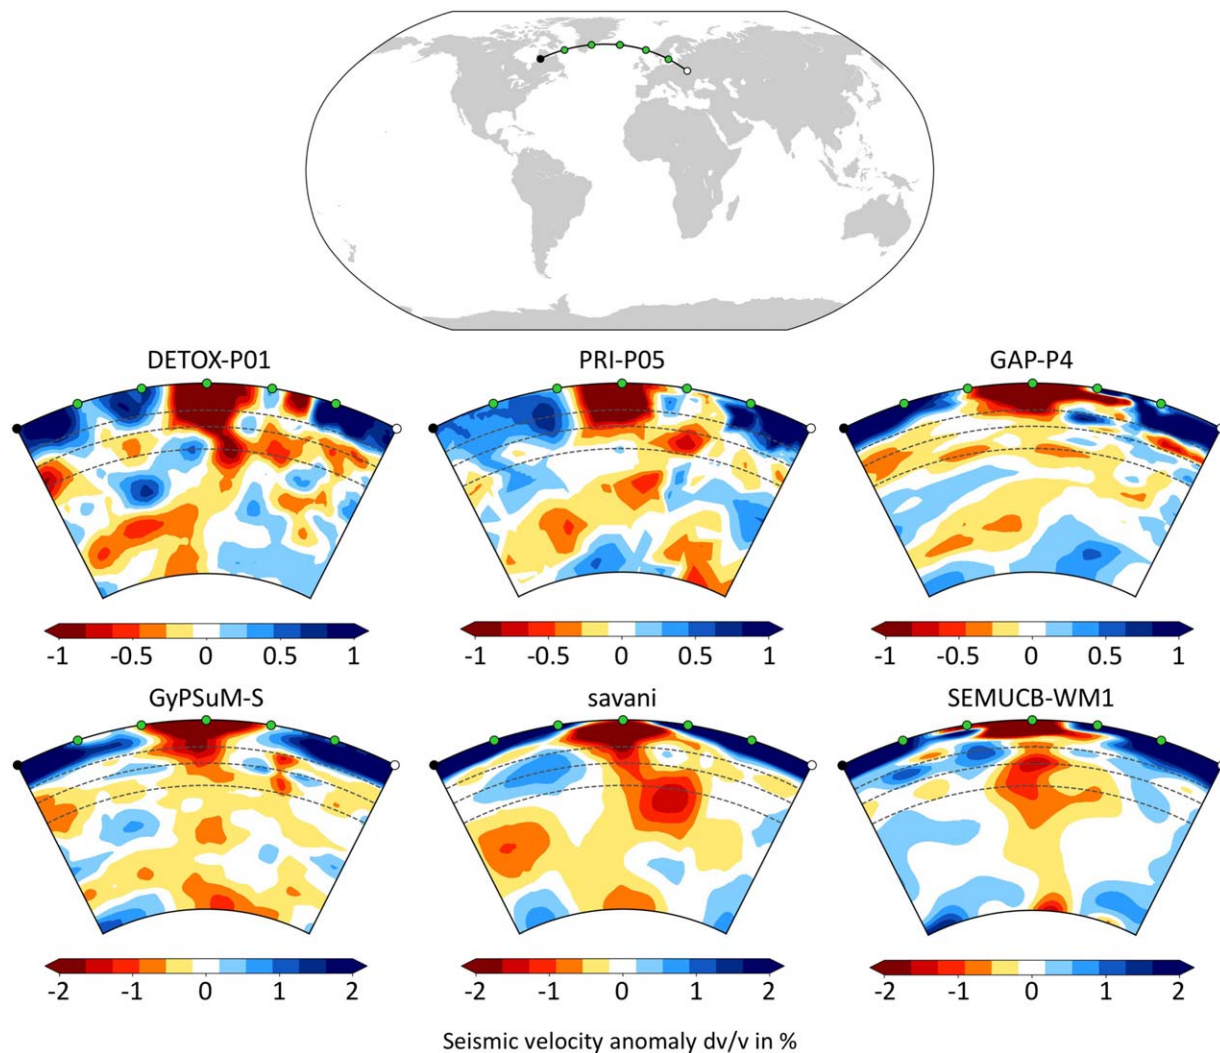 DETOX-P01 PRI-P05 GAP-P4
-1 -0.5 0 0.5 1 -1 -0.5 0 0.5 1 -1 -0.5 0 0.5 1
GyPSuM-S savani SEMUCB-WM1
-2 -1 0 1 2 -2 -1 0 1 2 -2 -1 0 1 2
Seismic velocity anomaly dv/v in %